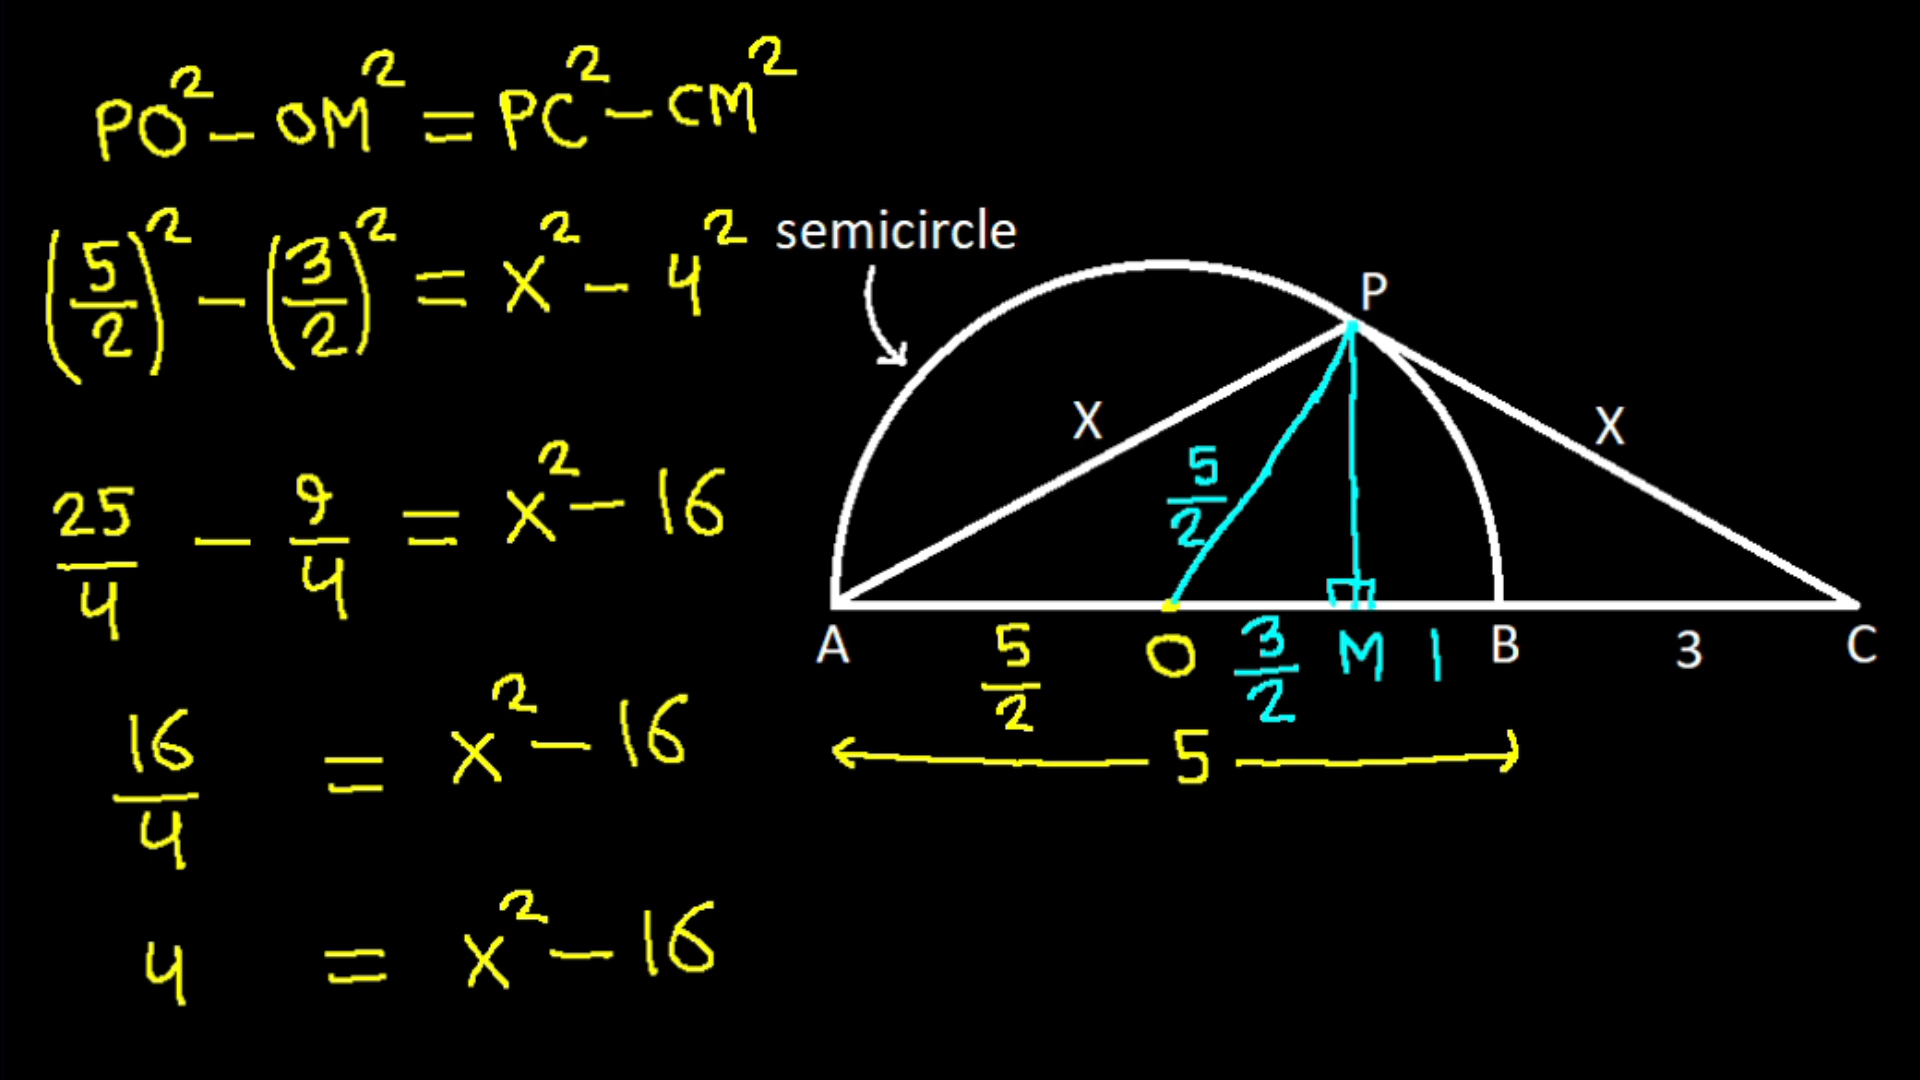 PO² - OM² = PC² - CM²
(5/2)² - (3/2)² = x² - 4²
25/4 - 9/4 = x² - 16
16/4 = x² - 16
4 = x² - 16
semicircle
P
X
X
5/2
A
O
M
B
C
5/2
3/2
1
3
5